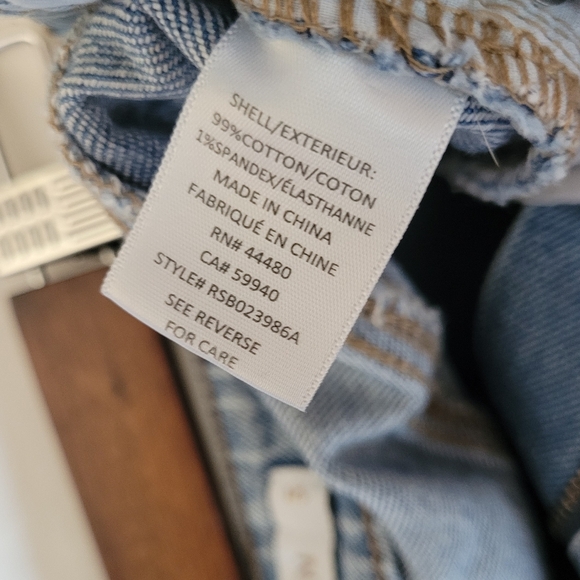 SHELL/EXTERIEUR:
99%COTTON/COTON
1%SPANDEX/ÉLASTHANNE
MADE IN CHINA
FABRIQUÉ EN CHINE
RN# 44480
CA# 59940
STYLE# RSB023986A
SEE REVERSE
FOR CARE